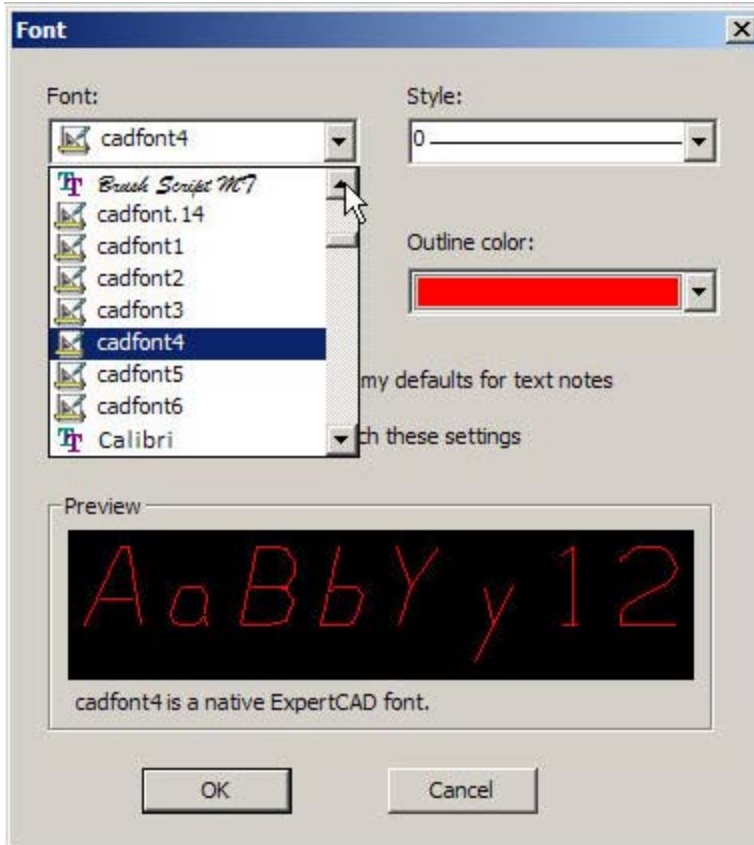 Font
Font:
Style:
cadfont4
0
Brush Script MT
cadfont.14
cadfont1
cadfont2
Outline color:
cadfont3
cadfont4
cadfont5
my defaults for text notes
cadfont6
Calibri
these settings
Preview
AaBbYy12
cadfont4 is a native ExpertCAD font.
OK
Cancel